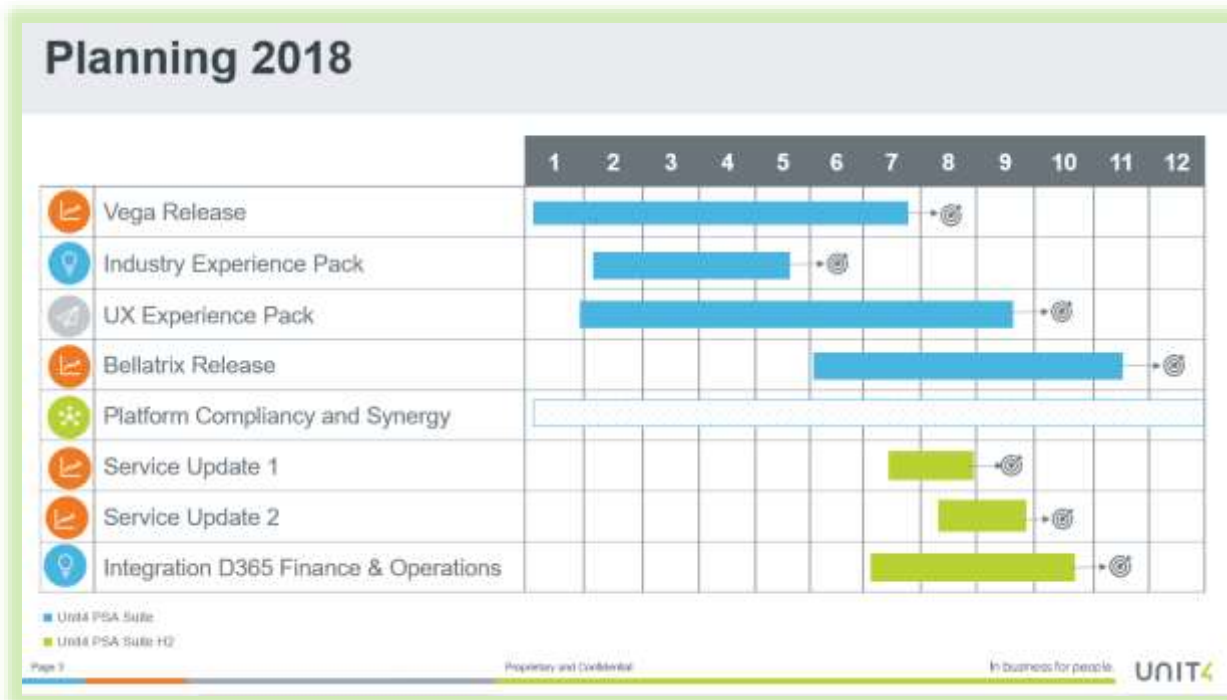 Planning 2018
1 2 3 4 5 6 7 8 9 10 11 12
Vega Release
Industry Experience Pack
UX Experience Pack
Bellatrix Release
Platform Compliancy and Synergy
Service Update 1
Service Update 2
Integration D365 Finance & Operations
Unit4 PSA Suite
Unit4 PSA Suite H2
Page 3 Proprietary and Confidential In business for people. UNIT4